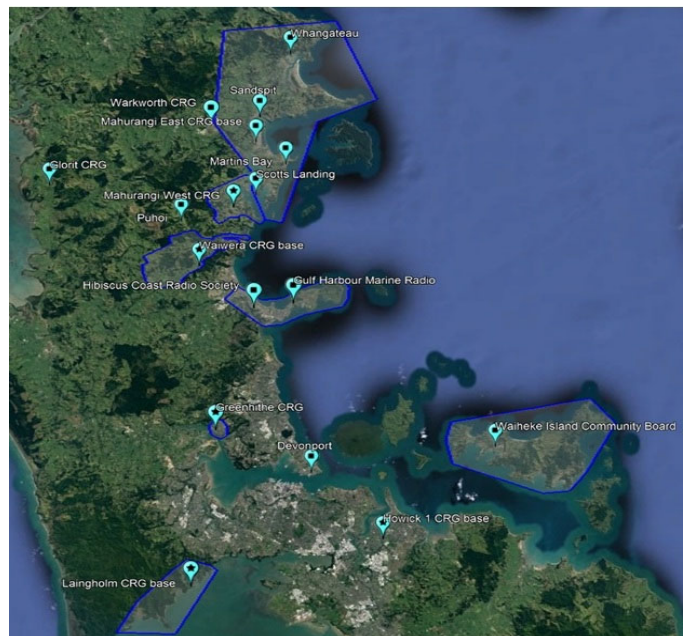 Whangateau
Sandspit
Warkworth CRG
Mahurangi East CRG base
Martins Bay
Glorit CRG
Scotts Landing
Mahurangi West CRG
Puhoi
Waiwera CRG base
Hibiscus Coast Radio Society
Gulf Harbour Marine Radio
Greenhithe CRG
Waiheke Island Community Board
Devonport
Howick 1 CRG base
Laingholm CRG base